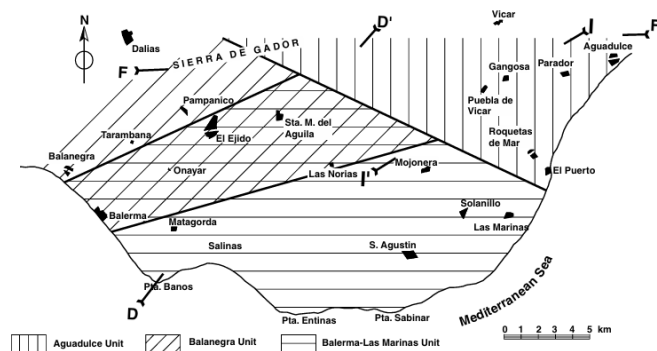 N
Dalias
F
SIERRA DE GADOR
D'
Vicar
I
F
Aguadulce
Gangosa
Parador
Puebla de
Vicar
Pampanico
Sta. M. del
Aguila
El Ejido
Tarambana
Roquetas
de Mar
Balanegra
Onayar
Las Norias
I'
Mojonera
El Puerto
Balerma
Matagorda
Solanillo
Las Marinas
Salinas
S. Agustin
Pta. Banos
D
Pta. Entinas
Pta. Sabinar
Mediterranean Sea
0 1 2 3 4 5 km
Aguadulce Unit
Balanegra Unit
Balerma-Las Marinas Unit